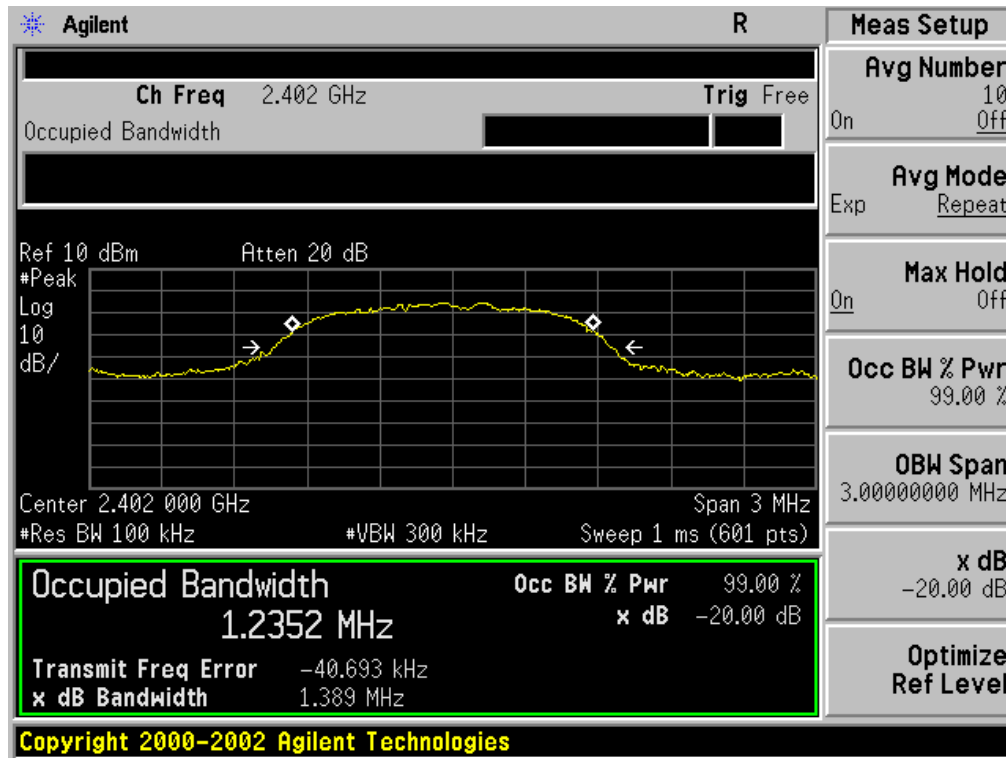 Agilent R
Ch Freq 2.402 GHz Trig Free
Occupied Bandwidth
Ref 10 dBm Atten 20 dB
#Peak
Log
10
dB/
Center 2.402 000 GHz Span 3 MHz
#Res BW 100 kHz #VBW 300 kHz Sweep 1 ms (601 pts)
Occupied Bandwidth
1.2352 MHz
Occ BW % Pwr 99.00 %
x dB -20.00 dB
Transmit Freq Error -40.693 kHz
x dB Bandwidth 1.389 MHz
Copyright 2000-2002 Agilent Technologies
Meas Setup
Avg Number
10
On Off
Avg Mode
Exp Repeat
Max Hold
On Off
Occ BW % Pwr
99.00 %
OBW Span
3.00000000 MHz
x dB
-20.00 dB
Optimize
Ref Level